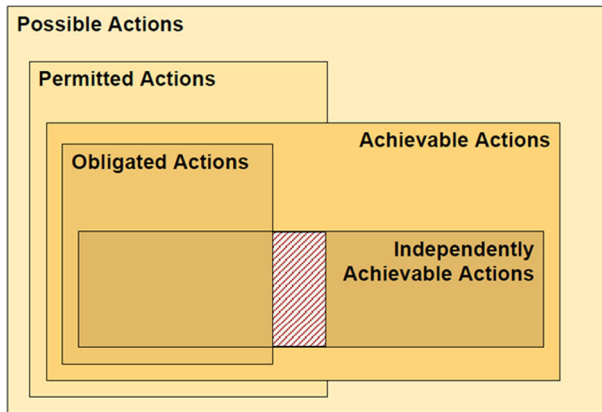 Possible Actions
Permitted Actions
Achievable Actions
Obligated Actions
Independently
Achievable Actions